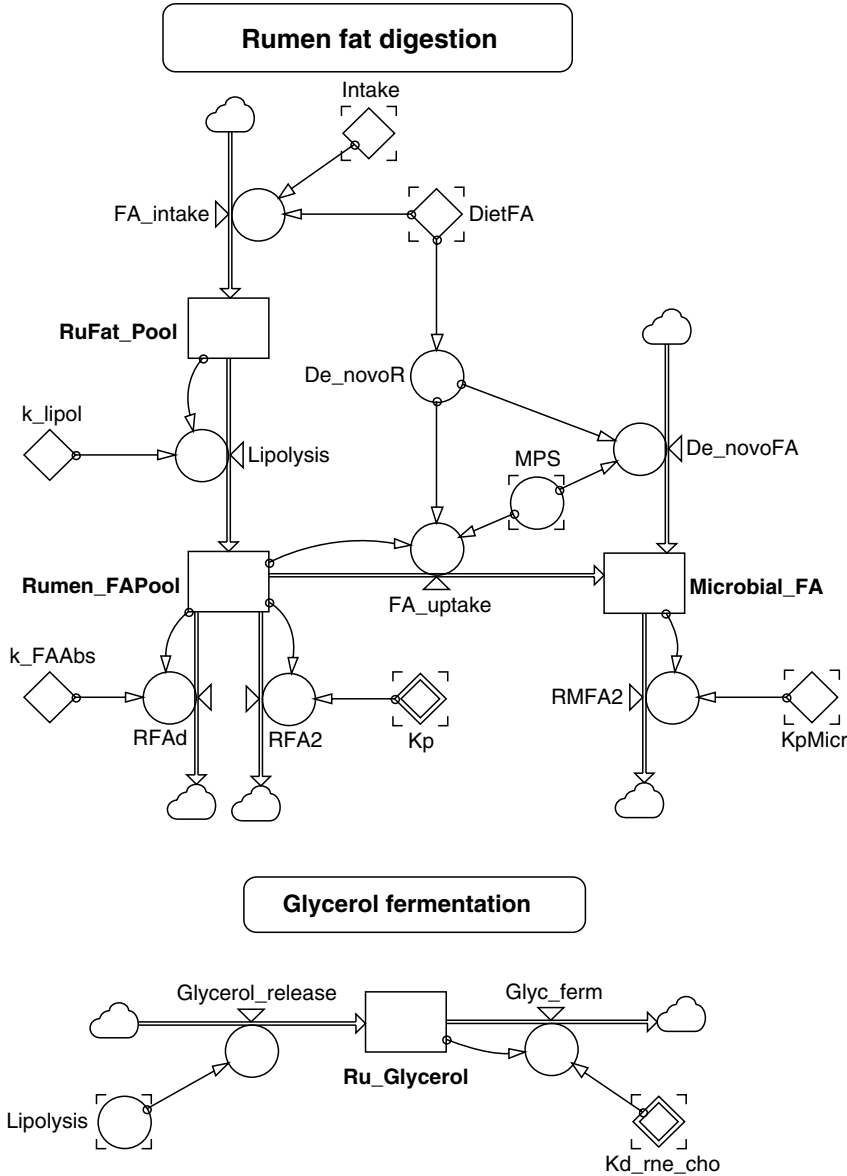 Rumen fat digestion
Intake
FA_intake
DietFA
RuFat_Pool
De_novoR
k_lipol
Lipolysis
MPS
De_novoFA
Rumen_FAPool
FA_uptake
Microbial_FA
k_FAAbs
RFAd
RFA2
Kp
RMFA2
KpMicr
Glycerol fermentation
Glycerol_release
Glyc_ferm
Ru_Glycerol
Lipolysis
Kd_rne_cho